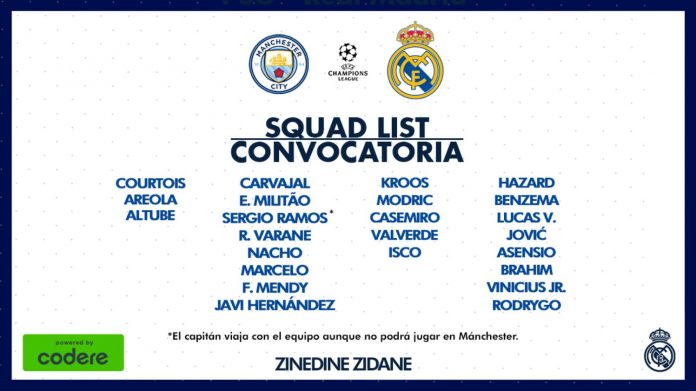 MANCHESTER
CITY
CHAMPIONS
LEAGUE
SQUAD LIST
CONVOCATORIA
COURTOIS
AREOLA
ALTUBE
CARVAJAL
E. MILITÃO
SERGIO RAMOS*
R. VARANE
NACHO
MARCELO
F. MENDY
JAVI HERNÁNDEZ
KROOS
MODRIC
CASEMIRO
VALVERDE
ISCO
HAZARD
BENZEMA
LUCAS V.
JOVIĆ
ASENSIO
BRAHIM
VINICIUS JR.
RODRYGO
*El capitán viaja con el equipo aunque no podrá jugar en Mánchester.
powered by
codere
ZINEDINE ZIDANE